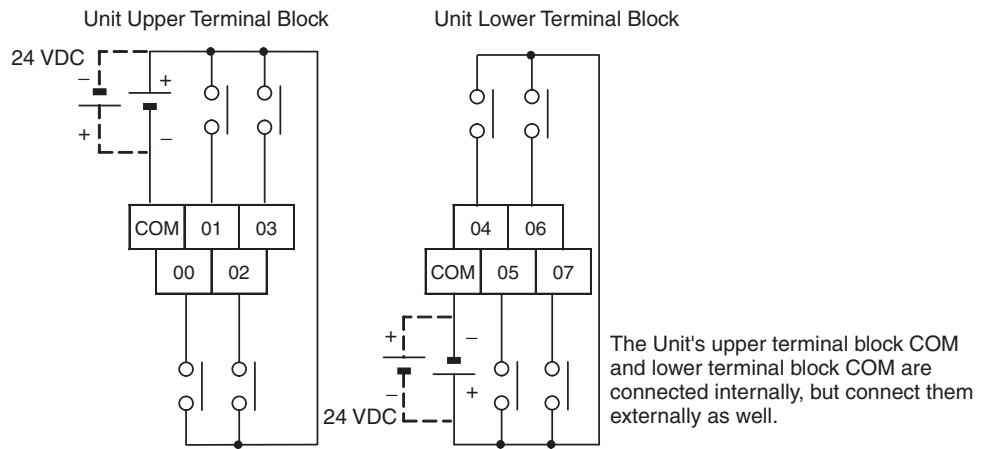 Unit Upper Terminal Block
Unit Lower Terminal Block
24 VDC
− +
+ −
COM 01 03
00 02
04 06
COM 05 07
+ −
− +
24 VDC
The Unit's upper terminal block COM
and lower terminal block COM are
connected internally, but connect them
externally as well.